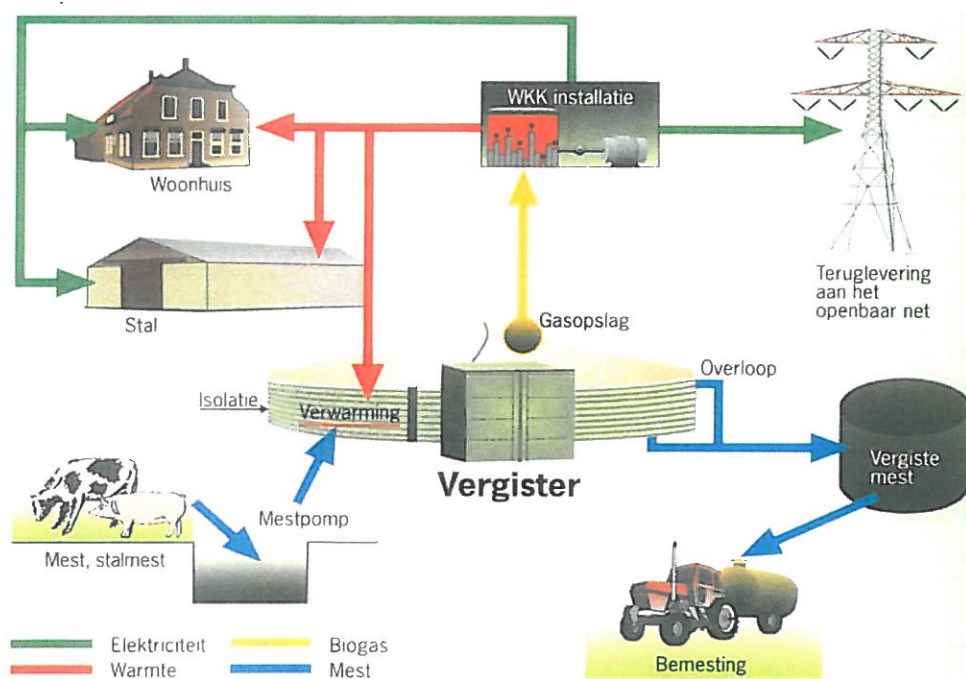 WKK installatie
Woonhuis
Stal
Teruglevering
aan het
openbaar net
Gasopslag
Overloop
Isolatie
Verwarming
Vergister
Vergiste
mest
Mestpomp
Mest, stalmest
Bemesting
Elektriciteit
Biogas
Warmte
Mest